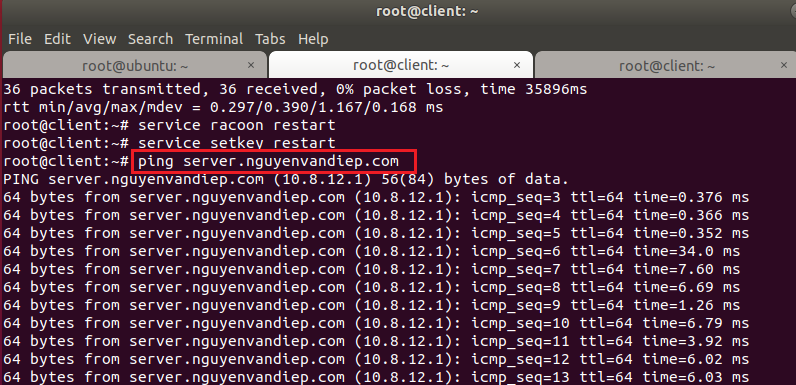 root@client: ~
File Edit View Search Terminal Tabs Help
root@ubuntu: ~ × root@client: ~ × root@client: ~
36 packets transmitted, 36 received, 0% packet loss, time 35896ms
rtt min/avg/max/mdev = 0.297/0.390/1.167/0.168 ms
root@client:~# service racoon restart
root@client:~# service setkey restart
root@client:~# ping server.nguyenvandiep.com
PING server.nguyenvandiep.com (10.8.12.1) 56(84) bytes of data.
64 bytes from server.nguyenvandiep.com (10.8.12.1): icmp_seq=3 ttl=64 time=0.376 ms
64 bytes from server.nguyenvandiep.com (10.8.12.1): icmp_seq=4 ttl=64 time=0.366 ms
64 bytes from server.nguyenvandiep.com (10.8.12.1): icmp_seq=5 ttl=64 time=0.352 ms
64 bytes from server.nguyenvandiep.com (10.8.12.1): icmp_seq=6 ttl=64 time=34.0 ms
64 bytes from server.nguyenvandiep.com (10.8.12.1): icmp_seq=7 ttl=64 time=7.60 ms
64 bytes from server.nguyenvandiep.com (10.8.12.1): icmp_seq=8 ttl=64 time=6.69 ms
64 bytes from server.nguyenvandiep.com (10.8.12.1): icmp_seq=9 ttl=64 time=1.26 ms
64 bytes from server.nguyenvandiep.com (10.8.12.1): icmp_seq=10 ttl=64 time=6.79 ms
64 bytes from server.nguyenvandiep.com (10.8.12.1): icmp_seq=11 ttl=64 time=3.92 ms
64 bytes from server.nguyenvandiep.com (10.8.12.1): icmp_seq=12 ttl=64 time=6.02 ms
64 bytes from server.nguyenvandiep.com (10.8.12.1): icmp_seq=13 ttl=64 time=6.03 ms